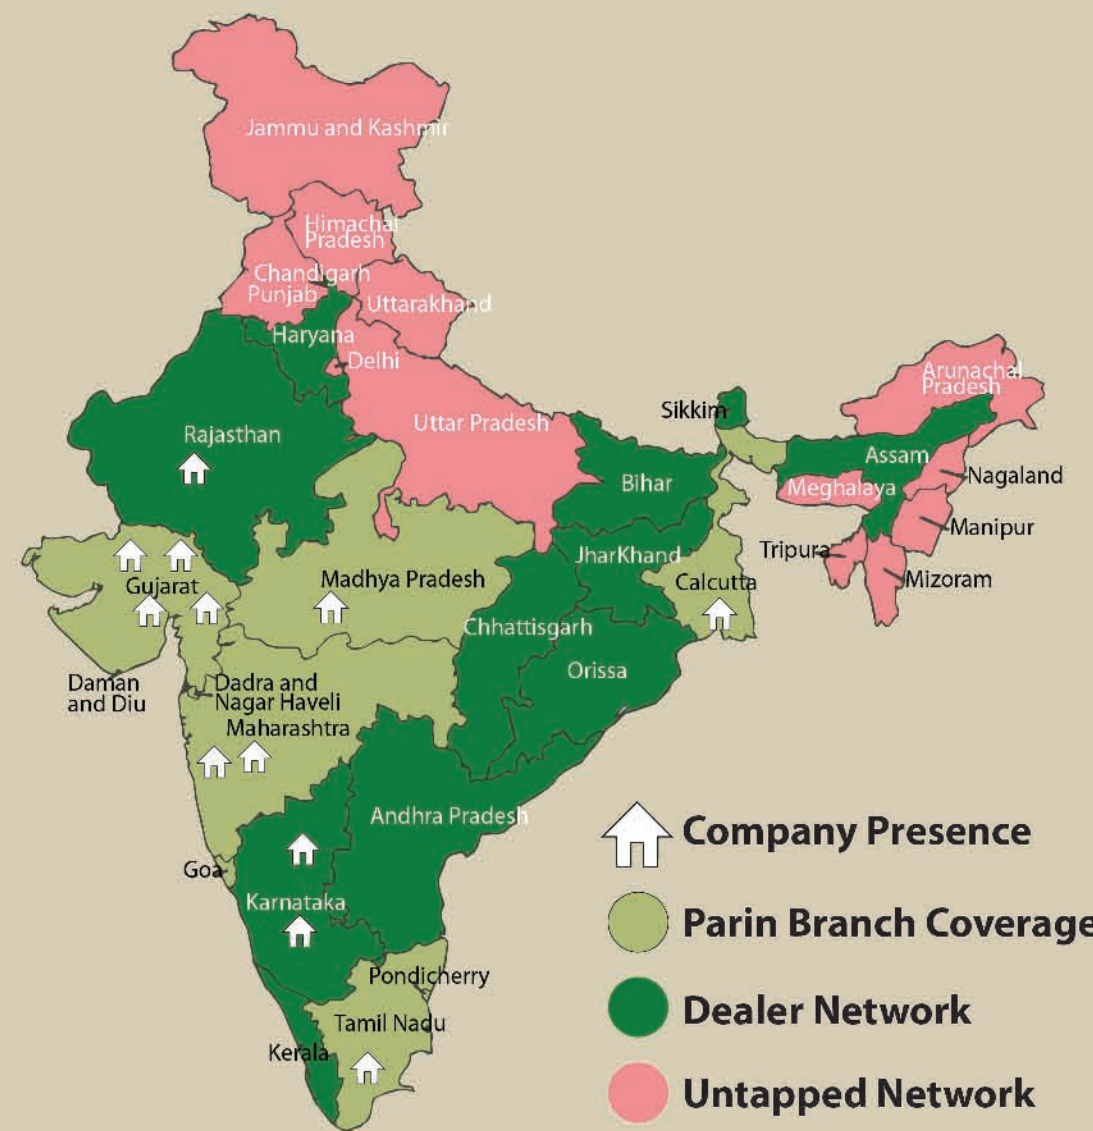 Jammu and Kashmir
Himachal
Pradesh
Chandigarh
Punjab
Uttarakhand
Haryana
Delhi
Arunachal
Pradesh
Sikkim
Uttar Pradesh
Rajasthan
Assam
Bihar
Nagaland
Meghalaya
Manipur
Tripura
JharKhand
Mizoram
Gujarat
Madhya Pradesh
Calcutta
Chhattisgarh
Orissa
Daman
and Diu
Dadra and
Nagar Haveli
Maharashtra
Andhra Pradesh
Goa
Karnataka
Pondicherry
Tamil Nadu
Kerala
Company Presence
Parin Branch Coverage
Dealer Network
Untapped Network